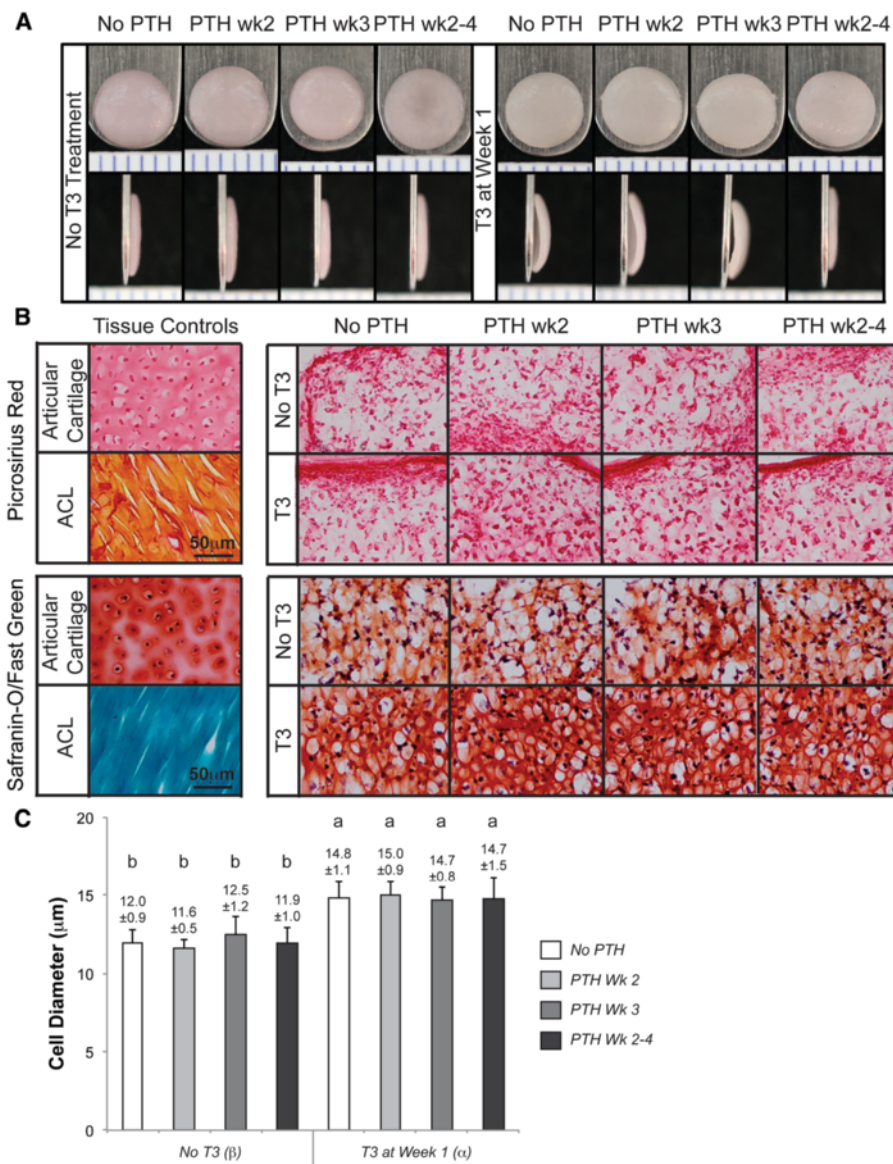 A
No PTH PTH wk2 PTH wk3 PTH wk2-4 No PTH PTH wk2 PTH wk3 PTH wk2-4
No T3 Treatment
T3 at Week 1
B
Tissue Controls No PTH PTH wk2 PTH wk3 PTH wk2-4
Picrosirius Red
Articular
Cartilage
No T3
ACL
50μm
T3
Safranin-O/Fast Green
Articular
Cartilage
No T3
ACL
50μm
T3
C
Cell Diameter (μm)
20
15
10
5
0
b b b b a a a a
12.0
±0.9
11.6
±0.5
12.5
±1.2
11.9
±1.0
14.8
±1.1
15.0
±0.9
14.7
±0.8
14.7
±1.5
No PTH
PTH Wk 2
PTH Wk 3
PTH Wk 2-4
No T3 (β) T3 at Week 1 (α)